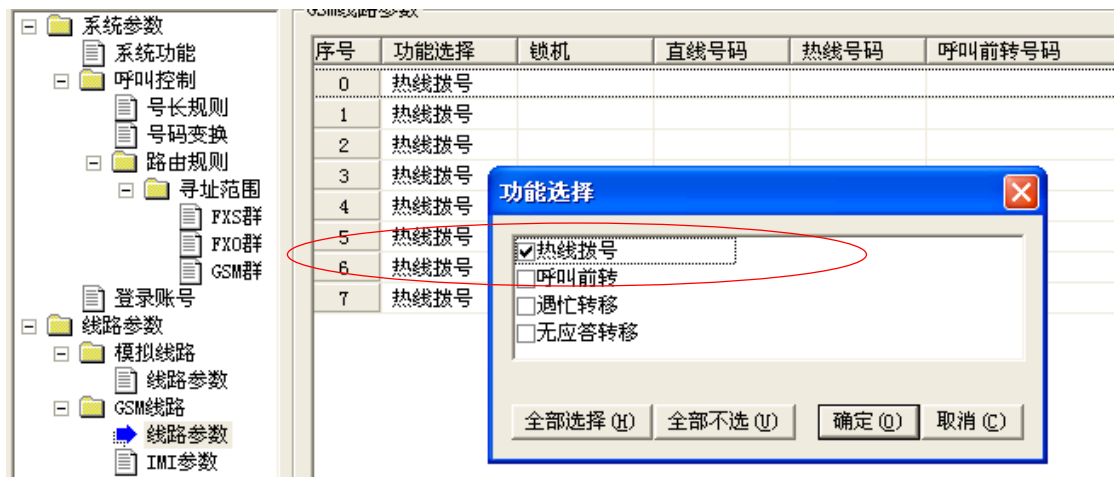 系统参数
系统功能
呼叫控制
号长规则
号码变换
路由规则
寻址范围
FXS群
FXO群
GSM群
登录账号
线路参数
模拟线路
线路参数
GSM线路
线路参数
IMI参数
GSM线路参数
序号 功能选择 锁机 直线号码 热线号码 呼叫前转号码
0 热线拨号
1 热线拨号
2 热线拨号
3 热线拨号
4 热线拨号
5 热线拨号
6 热线拨号
7 热线拨号
功能选择
热线拨号
呼叫前转
遇忙转移
无应答转移
全部选择(H) 全部不选(U) 确定(O) 取消(C)